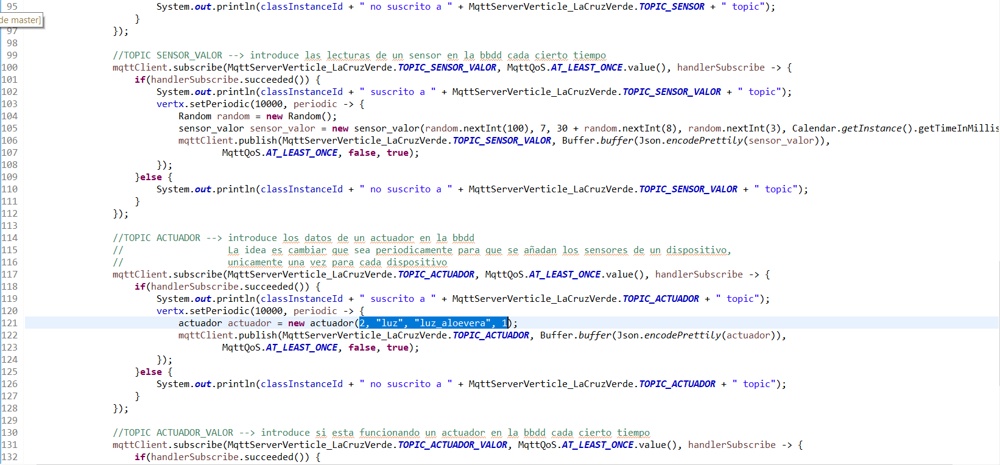 95                         System.out.println(classInstanceId + " no suscrito a " + MqttServerVerticle_LaCruzVerde.TOPIC_SENSOR + " topic");
de master]                     }
97                 });
98
99                 //TOPIC SENSOR_VALOR --> introduce las lecturas de un sensor en la bbdd cada cierto tiempo
100                 mqttClient.subscribe(MqttServerVerticle_LaCruzVerde.TOPIC_SENSOR_VALOR, MqttQoS.AT_LEAST_ONCE.value(), handlerSubscribe -> {
101                     if(handlerSubscribe.succeeded()) {
102                         System.out.println(classInstanceId + " suscrito a " + MqttServerVerticle_LaCruzVerde.TOPIC_SENSOR_VALOR + " topic");
103                         vertx.setPeriodic(10000, periodic -> {
104                             Random random = new Random();
105                             sensor_valor sensor_valor = new sensor_valor(random.nextInt(100), 7, 30 + random.nextInt(8), random.nextInt(3), Calendar.getInstance().getTimeInMillis
106                             mqttClient.publish(MqttServerVerticle_LaCruzVerde.TOPIC_SENSOR_VALOR, Buffer.buffer(Json.encodePrettily(sensor_valor)),
107                                     MqttQoS.AT_LEAST_ONCE, false, true);
108                         });
109                     }else {
110                         System.out.println(classInstanceId + " no suscrito a " + MqttServerVerticle_LaCruzVerde.TOPIC_SENSOR_VALOR + " topic");
111                     }
112                 });
113
114                 //TOPIC ACTUADOR --> introduce los datos de un actuador en la bbdd
115                 //                   La idea es cambiar que sea periodicamente para que se añadan los sensores de un dispositivo,
116                 //                   unicamente una vez para cada dispositivo
117                 mqttClient.subscribe(MqttServerVerticle_LaCruzVerde.TOPIC_ACTUADOR, MqttQoS.AT_LEAST_ONCE.value(), handlerSubscribe -> {
118                     if(handlerSubscribe.succeeded()) {
119                         System.out.println(classInstanceId + " suscrito a " + MqttServerVerticle_LaCruzVerde.TOPIC_ACTUADOR + " topic");
120                         vertx.setPeriodic(10000, periodic -> {
121                             actuador actuador = new actuador(2, "luz", "luz_aloevera", 1);
122                             mqttClient.publish(MqttServerVerticle_LaCruzVerde.TOPIC_ACTUADOR, Buffer.buffer(Json.encodePrettily(actuador)),
123                                     MqttQoS.AT_LEAST_ONCE, false, true);
124                         });
125                     }else {
126                         System.out.println(classInstanceId + " no suscrito a " + MqttServerVerticle_LaCruzVerde.TOPIC_ACTUADOR + " topic");
127                     }
128                 });
129
130                 //TOPIC ACTUADOR_VALOR --> introduce si esta funcionando un actuador en la bbdd cada cierto tiempo
131                 mqttClient.subscribe(MqttServerVerticle_LaCruzVerde.TOPIC_ACTUADOR_VALOR, MqttQoS.AT_LEAST_ONCE.value(), handlerSubscribe -> {
132                     if(handlerSubscribe.succeeded()) {